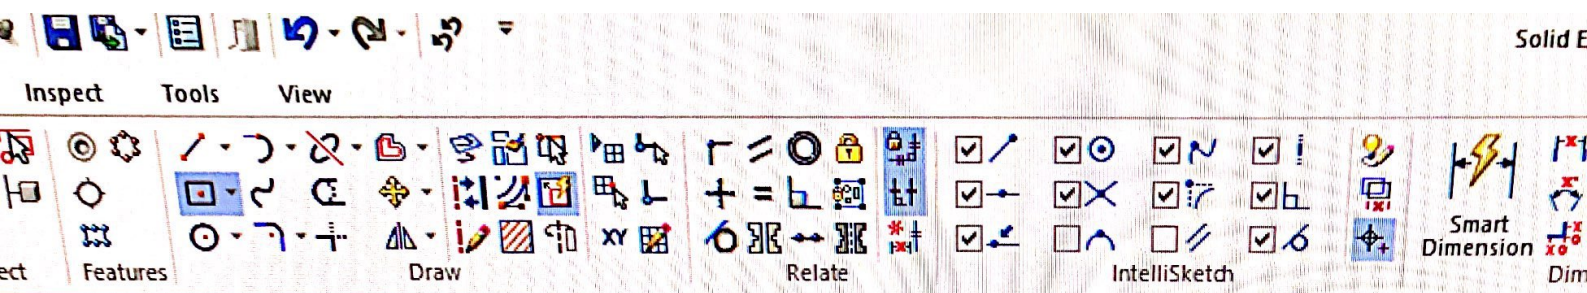 Solid E
Inspect Tools View
XY
Smart
Dimension
ect Features Draw Relate IntelliSketch Dim